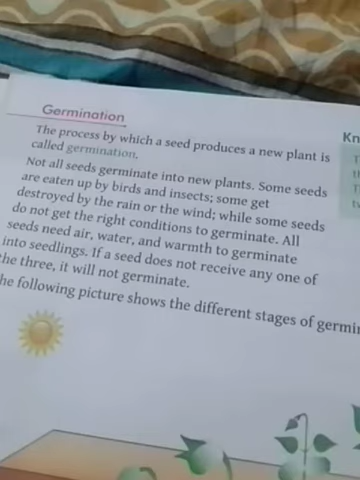 Germination
The process by which a seed produces a new plant is
called germination.
Not all seeds germinate into new plants. Some seeds
are eaten up by birds and insects; some get
destroyed by the rain or the wind; while some seeds
do not get the right conditions to germinate. All
seeds need air, water, and warmth to germinate
into seedlings. If a seed does not receive any one of
the three, it will not germinate.
he following picture shows the different stages of germi
Kn